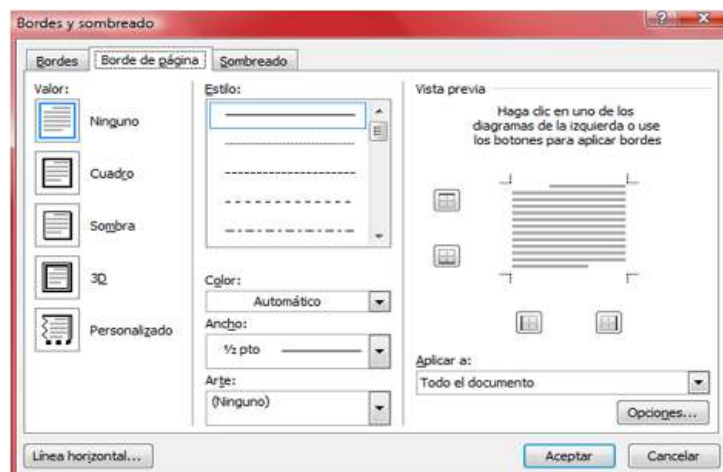 Bordes y sombreado
Bordes
Borde de página
Sombreado
Valor:
Ninguno
Cuadro
Sombra
3D
Personalizado
Estilo:
Color:
Automático
Ancho:
½ pto
Arte:
(Ninguno)
Vista previa
Haga clic en uno de los
diagramas de la izquierda o use
los botones para aplicar bordes
Aplicar a:
Todo el documento
Opciones...
Línea horizontal...
Aceptar
Cancelar